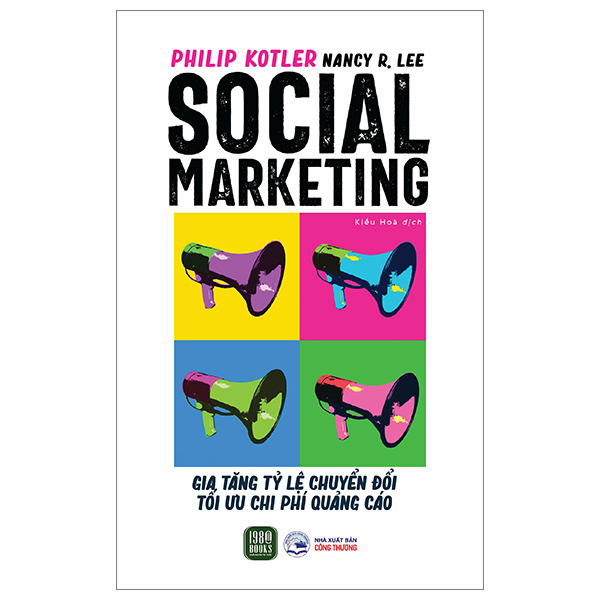 PHILIP KOTLER NANCY R. LEE
SOCIAL
MARKETING
Kiều Hoà dịch
GIA TĂNG TỶ LỆ CHUYỂN ĐỔI
TỐI ƯU CHI PHÍ QUẢNG CÁO
1980
BOOKS
NHÀ XUẤT BẢN
CÔNG THƯƠNG